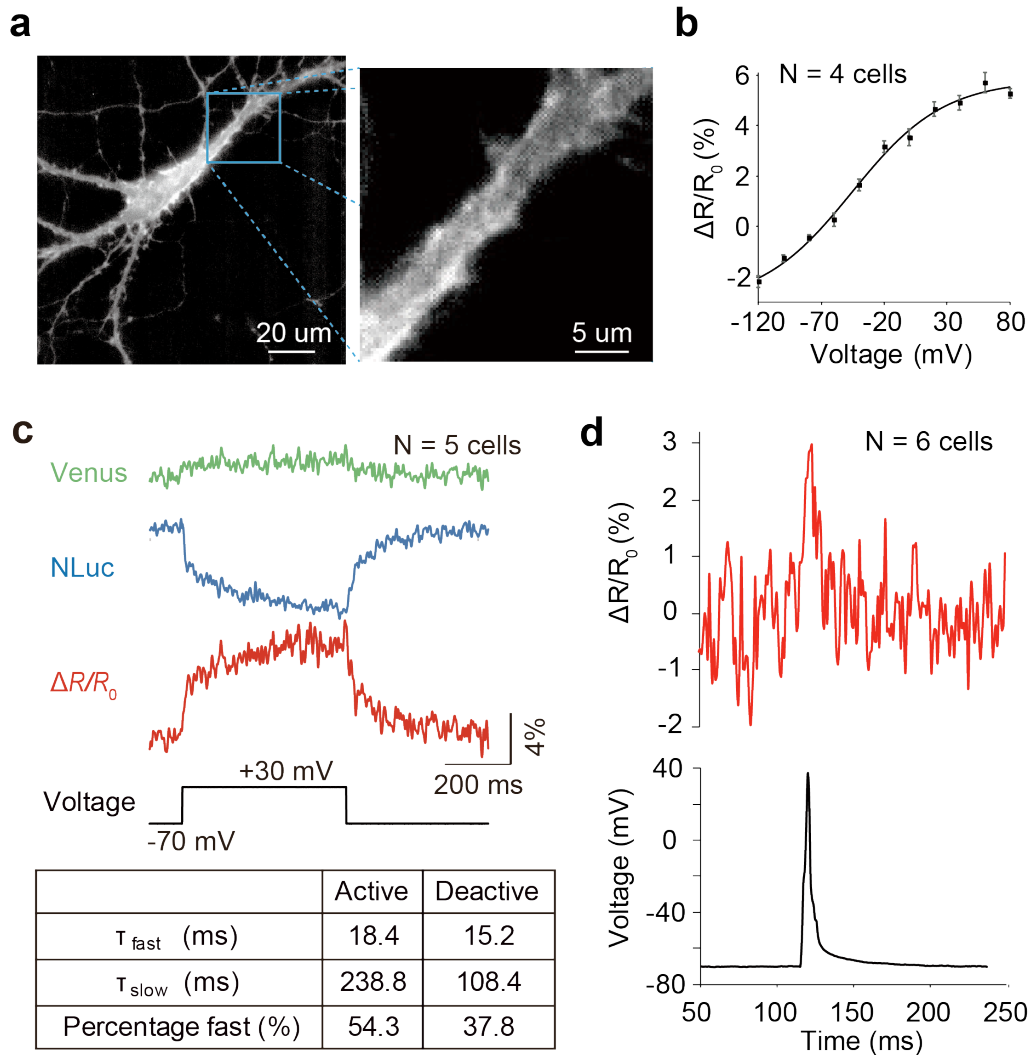 a
20 um
5 um
b
N = 4 cells
ΔR/R0 (%)
6
4
2
0
-2
-120 -70 -20 30 80
Voltage (mV)
c
N = 5 cells
Venus
NLuc
ΔR/R0
4%
200 ms
+30 mV
Voltage
-70 mV
Active Deactive
τ fast (ms) 18.4 15.2
τ slow (ms) 238.8 108.4
Percentage fast (%) 54.3 37.8
d
N = 6 cells
ΔR/R0 (%)
3
2
1
0
-1
-2
Voltage (mV)
40
0
-40
-80
50 100 150 200 250
Time (ms)